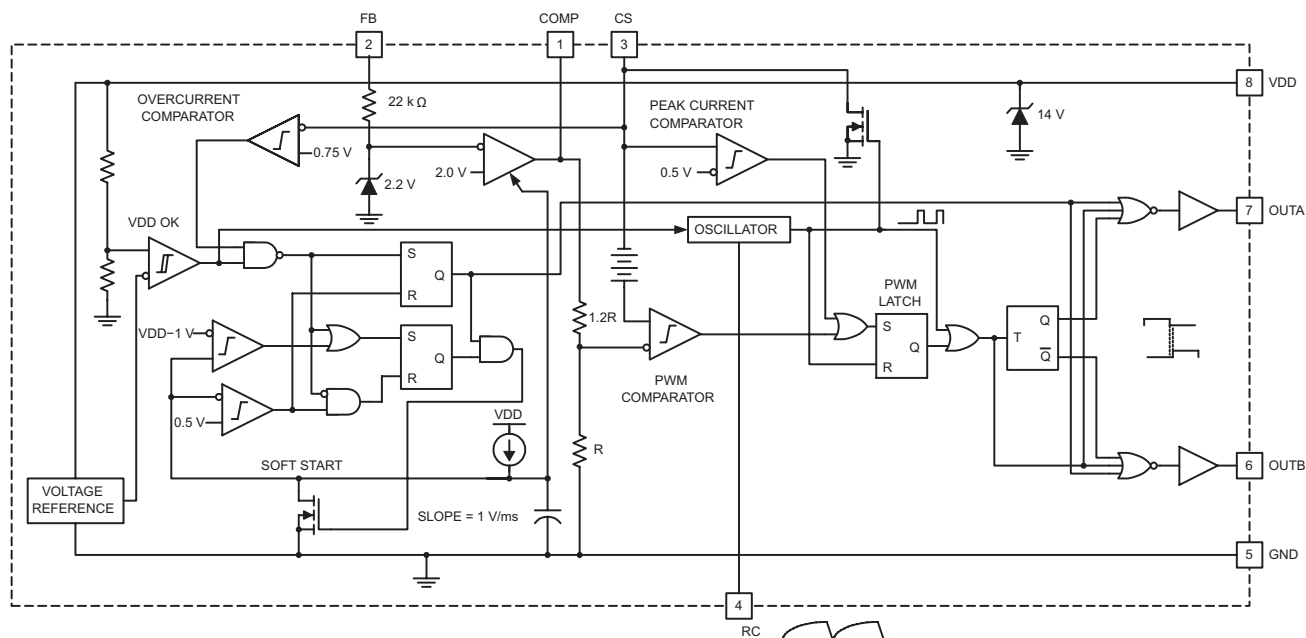 FB
COMP
CS
2
1
3
8
VDD
OVERCURRENT
COMPARATOR
22 k Ω
PEAK CURRENT
COMPARATOR
14 V
0.75 V
2.2 V
2.0 V
0.5 V
VDD OK
7
OUTA
OSCILLATOR
S
Q
R
PWM
LATCH
1.2R
VDD−1 V
S
Q
R
S
Q
R
T
Q
Q̅
PWM
COMPARATOR
0.5 V
VDD
R
SOFT START
6
OUTB
VOLTAGE
REFERENCE
SLOPE = 1 V/ms
5
GND
4
RC